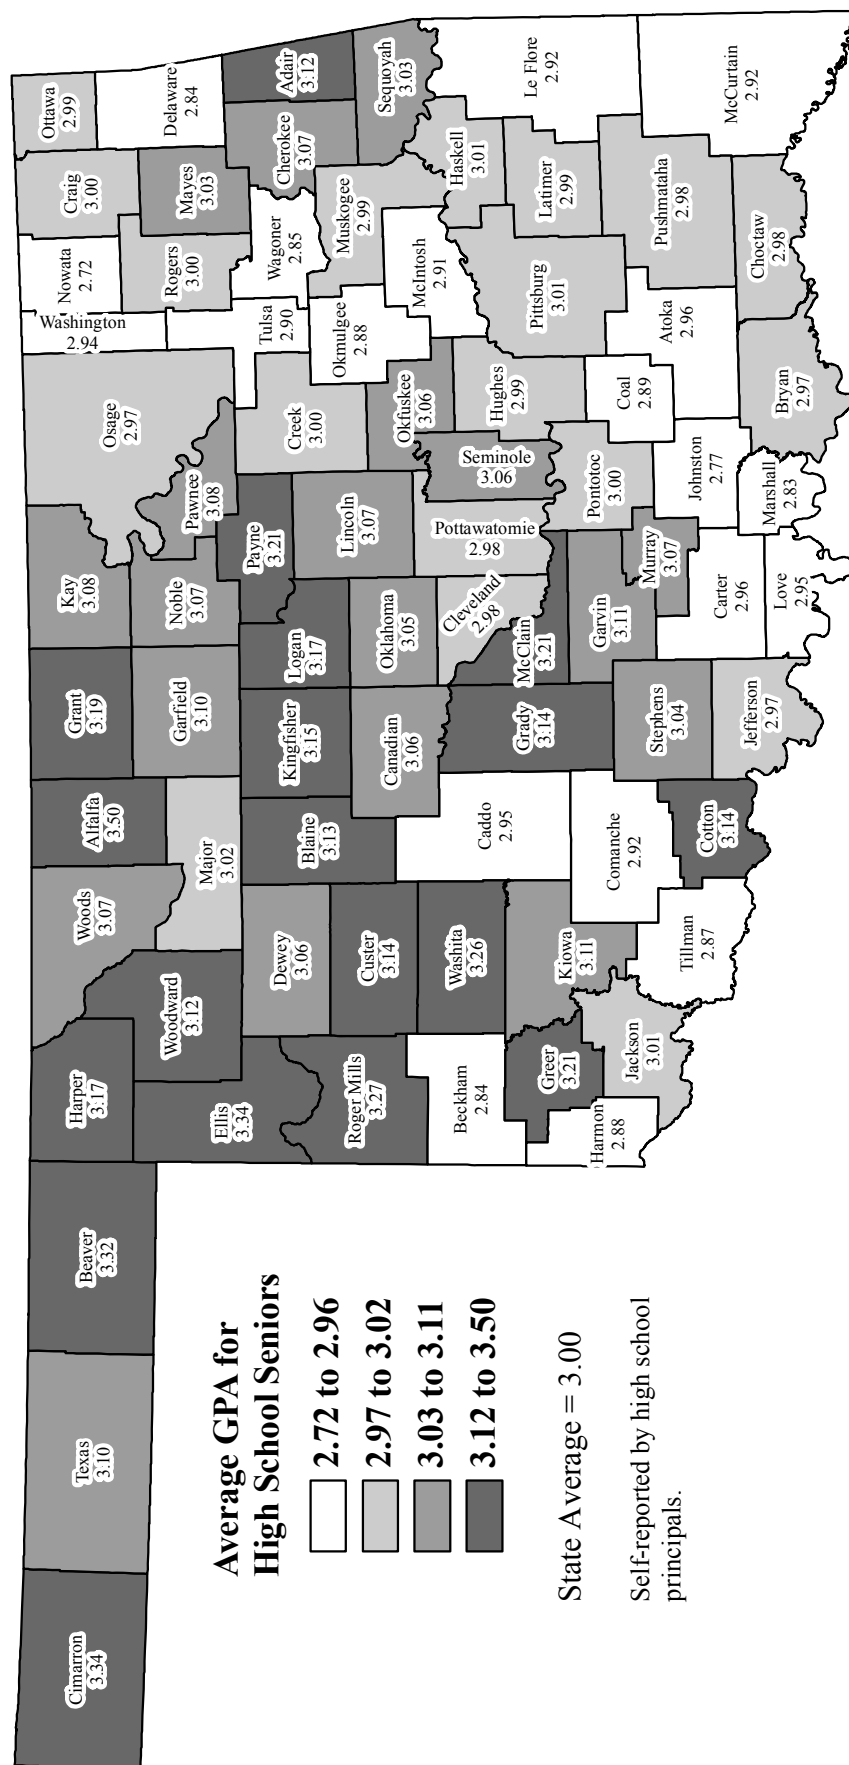 Cimarron
3.34
Texas
3.10
Beaver
3.32
Harper
3.17
Woods
3.07
Alfalfa
3.50
Grant
3.19
Kay
3.08
Osage
2.97
Washington
2.94
Nowata
2.72
Craig
3.00
Ottawa
2.99
Ellis
3.34
Woodward
3.12
Major
3.02
Garfield
3.10
Noble
3.07
Pawnee
3.08
Rogers
3.00
Mayes
3.03
Delaware
2.84
Roger Mills
3.27
Dewey
3.06
Blaine
3.13
Kingfisher
3.15
Logan
3.17
Payne
3.21
Creek
3.00
Tulsa
2.90
Wagoner
2.85
Cherokee
3.07
Adair
3.12
Custer
3.14
Canadian
3.06
Oklahoma
3.05
Lincoln
3.07
Okfuskee
3.06
Okmulgee
2.88
Muskogee
2.99
Sequoyah
3.03
Beckham
2.84
Washita
3.26
Caddo
2.95
Grady
3.14
Cleveland
2.98
Pottawatomie
2.98
Seminole
3.06
Hughes
2.99
McIntosh
2.91
Haskell
3.01
Harmon
2.88
Greer
3.21
Kiowa
3.11
McClain
3.21
Pontotoc
3.00
Pittsburg
3.01
Latimer
2.99
Le Flore
2.92
Jackson
3.01
Comanche
2.92
Stephens
3.04
Garvin
3.11
Murray
3.07
Coal
2.89
Atoka
2.96
Pushmataha
2.98
Tillman
2.87
Cotton
3.14
Jefferson
2.97
Carter
2.96
Johnston
2.77
Love
2.95
Marshall
2.83
Bryan
2.97
Choctaw
2.98
McCurtain
2.92
Average GPA for
High School Seniors
2.72 to 2.96
2.97 to 3.02
3.03 to 3.11
3.12 to 3.50
State Average = 3.00
Self-reported by high school
principals.